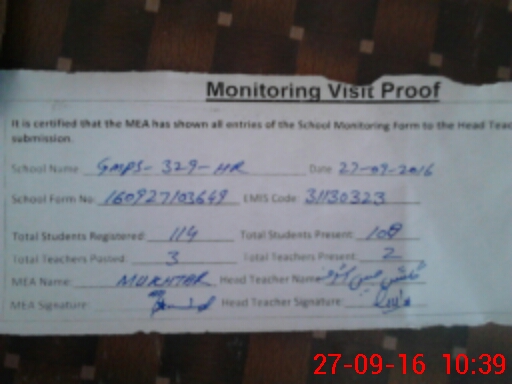 Monitoring Visit Proof
It is certified that the MEA has shown all entries of the School Monitoring Form to the Head Teac
submission.
School Name: GMPS-329-HR Date 27-09-2016
School Form No: 160927103649 EMIS Code: 31130323
Total Students Registered: 114 Total Students Present: 108
Total Teachers Posted: 3 Total Teachers Present: 2
MEA Name: MUKHTAR Head Teacher Name:
MEA Signature: Head Teacher Signature:
27-09-16 10:39